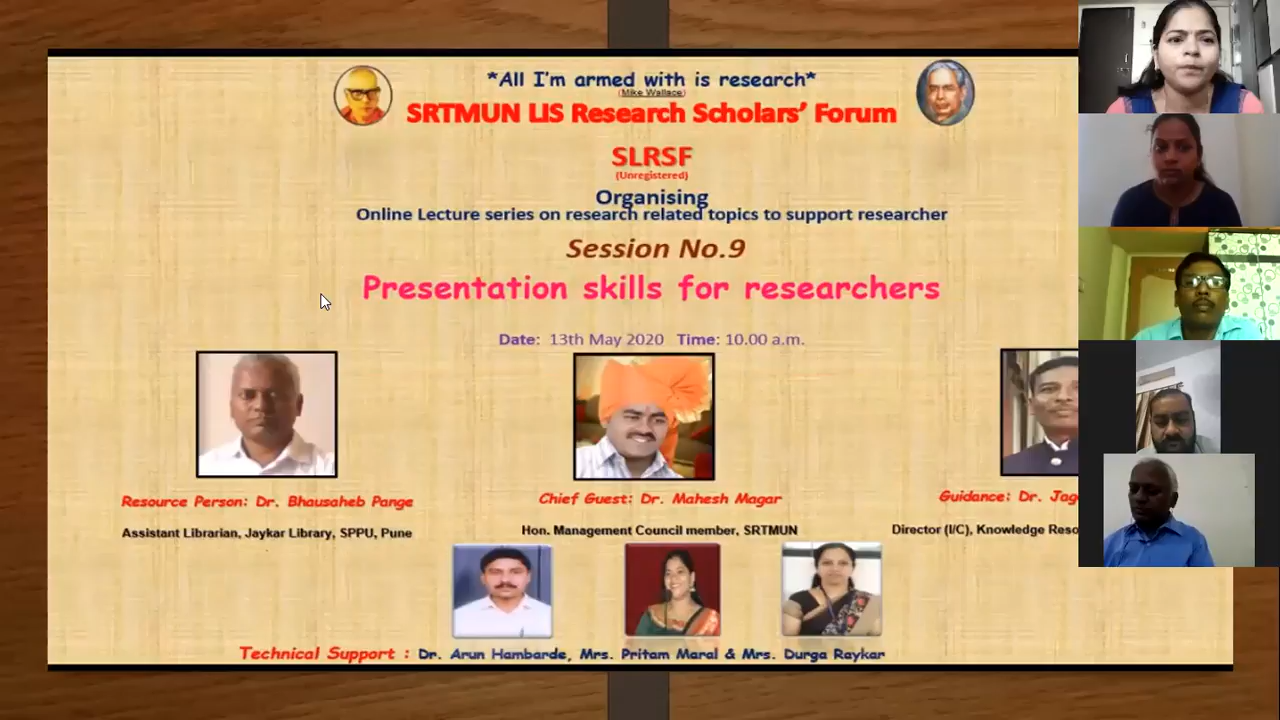 *All I'm armed with is research*
(Mike Wallace)
SRTMUN LIS Research Scholars' Forum
SLRSF
(Unregistered)
Organising
Online Lecture series on research related topics to support researcher
Session No.9
Presentation skills for researchers
Date: 13th May 2020 Time: 10.00 a.m.
Resource Person: Dr. Bhausaheb Pange
Assistant Librarian, Jaykar Library, SPPU, Pune
Chief Guest: Dr. Mahesh Magar
Hon. Management Council member, SRTMUN
Guidance: Dr.
Director (I/C), Knowledge
Technical Support : Dr. Arun Hambarde, Mrs. Pritam Maral & Mrs. Durga Raykar